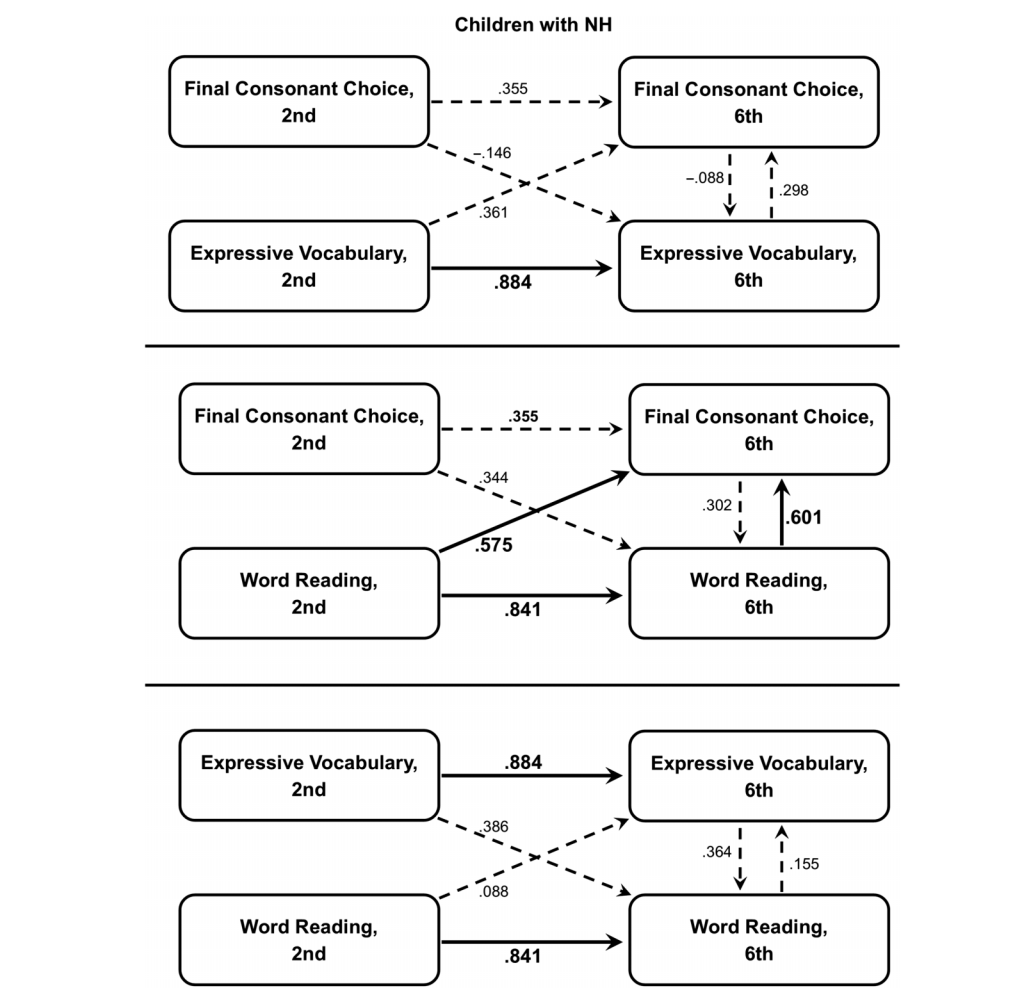 Children with NH
Final Consonant Choice,
2nd
.355
Final Consonant Choice,
6th
–.146
.361
–.088
.298
Expressive Vocabulary,
2nd
.884
Expressive Vocabulary,
6th
Final Consonant Choice,
2nd
.355
Final Consonant Choice,
6th
.344
.575
.302
.601
Word Reading,
2nd
.841
Word Reading,
6th
Expressive Vocabulary,
2nd
.884
Expressive Vocabulary,
6th
.386
.088
.364
.155
Word Reading,
2nd
.841
Word Reading,
6th